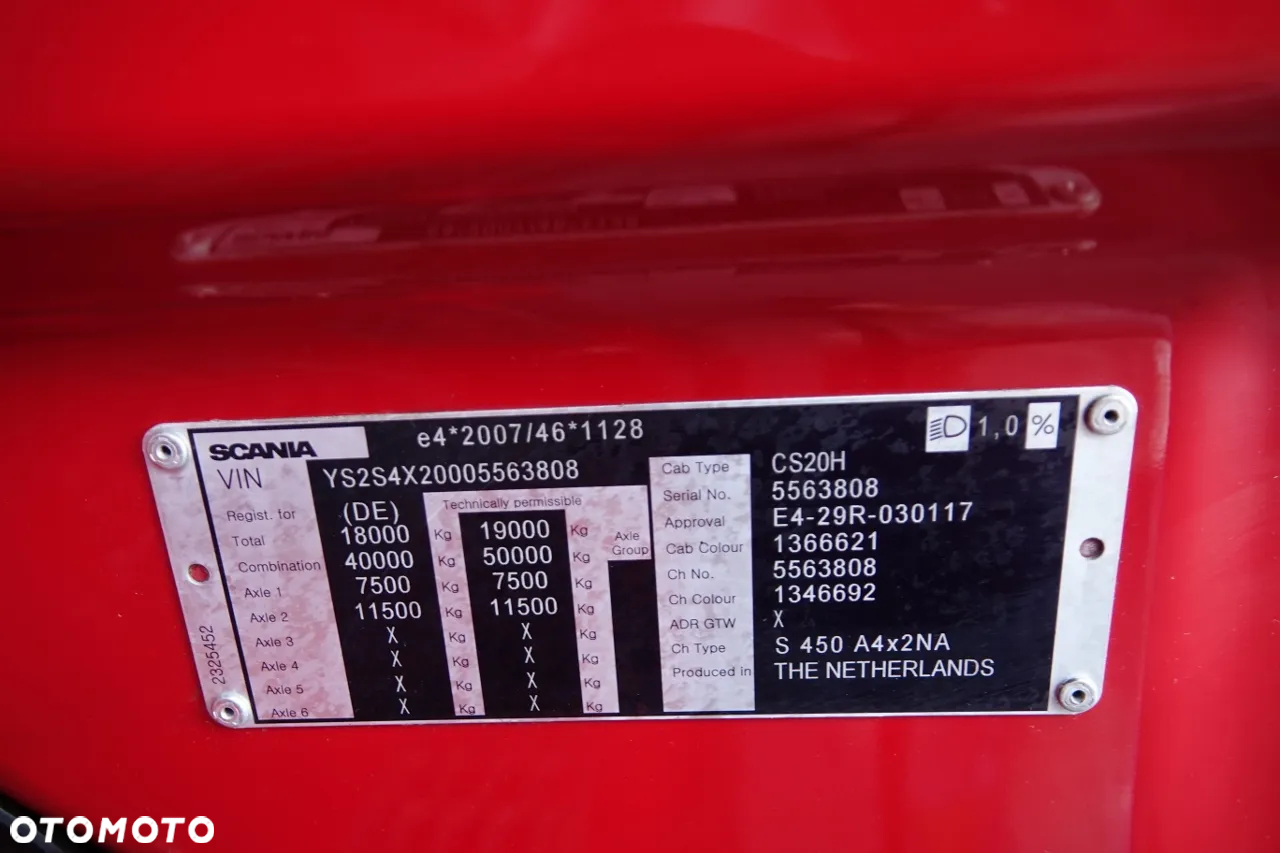 SCANIA e4*2007/46*1128 1,0 %
VIN YS2S4X20005563808
Regist. for (DE) Technically permissible
Total 18000 Kg 19000 Kg Axle Group
Combination 40000 Kg 50000 Kg
Axle 1 7500 Kg 7500 Kg
Axle 2 11500 Kg 11500 Kg
Axle 3 X Kg X Kg
Axle 4 X Kg X Kg
Axle 5 X Kg X Kg
Axle 6 X Kg X Kg
Cab Type CS20H
Serial No. 5563808
Approval E4-29R-030117
Cab Colour 1366621
Ch No. 5563808
Ch Colour 1346692
ADR GTW X
Ch Type S 450 A4x2NA
Produced in THE NETHERLANDS
2325452
OTOMOTO